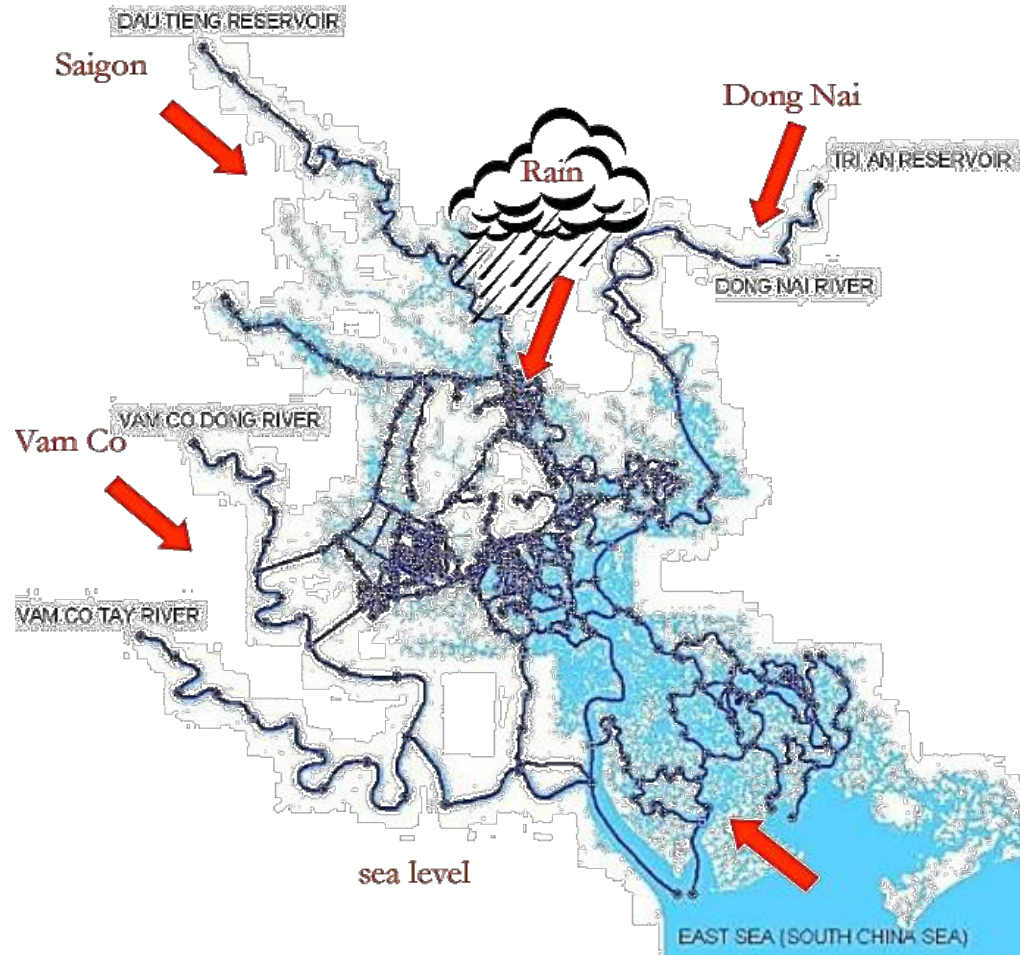 DAU TIENG RESERVOIR
Saigon
Dong Nai
TRI AN RESERVOIR
Rain
DONG NAI RIVER
VAM CO DONG RIVER
Vam Co
VAM CO TAY RIVER
sea level
EAST SEA (SOUTH CHINA SEA)